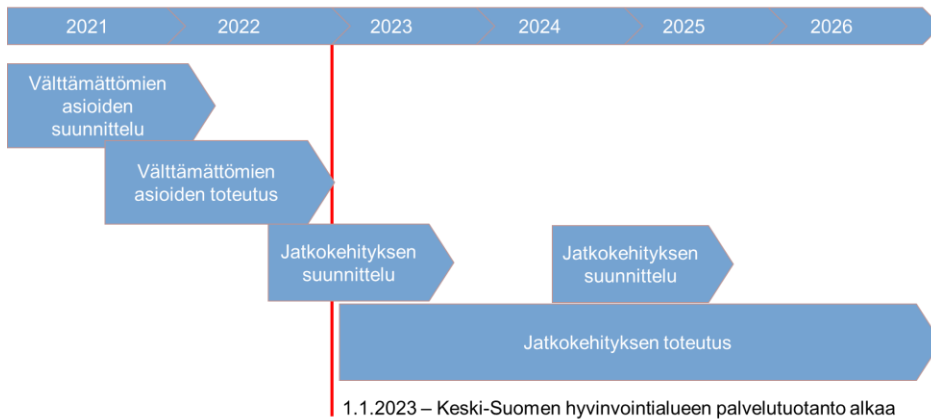 2021 2022 2023 2024 2025 2026
Välttämättömien
asioiden
suunnittelu
Välttämättömien
asioiden toteutus
Jatkokehityksen
suunnittelu
Jatkokehityksen
suunnittelu
Jatkokehityksen toteutus
1.1.2023 – Keski-Suomen hyvinvointialueen palvelutuotanto alkaa